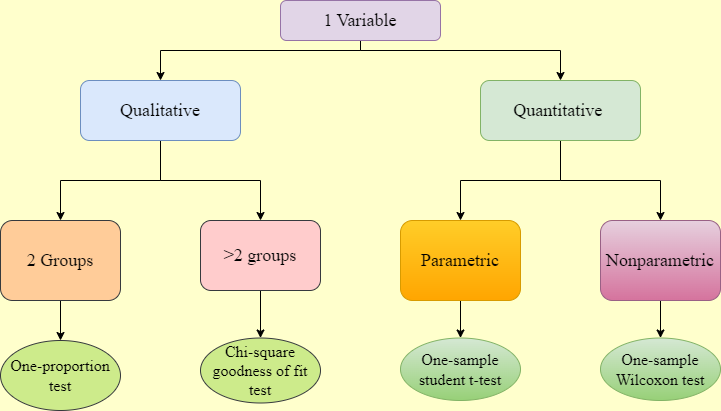 1 Variable
Qualitative
Quantitative
2 Groups
>2 groups
Parametric
Nonparametric
One-proportion
test
Chi-square
goodness of fit
test
One-sample
student t-test
One-sample
Wilcoxon test